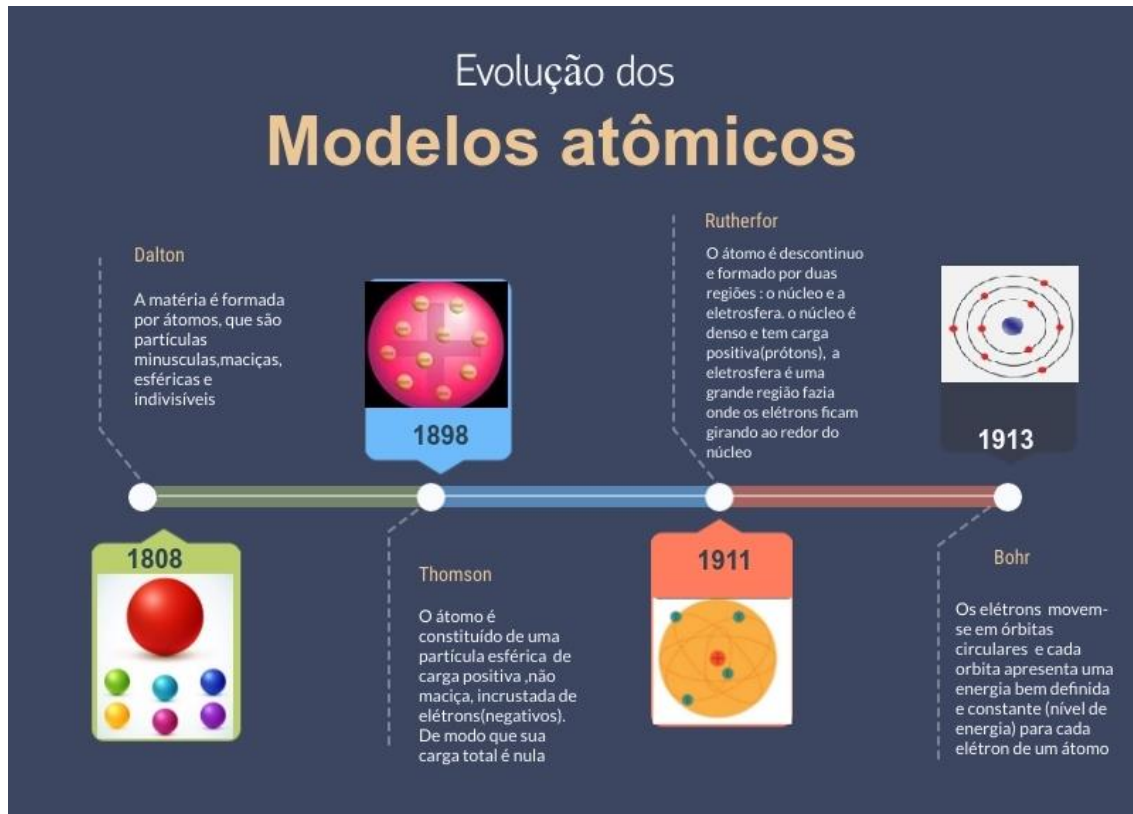 Evolução dos
Modelos atômicos
Dalton
A matéria é formada
por átomos, que são
partículas
minusculas,maciças,
esféricas e
indivisíveis
1808
1898
Thomson
O átomo é
constituído de uma
partícula esférica de
carga positiva ,não
maciça, incrustada de
elétrons(negativos).
De modo que sua
carga total é nula
Rutherfor
O átomo é descontinuo
e formado por duas
regiões : o núcleo e a
eletrosfera. o núcleo é
denso e tem carga
positiva(prótons), a
eletrosfera é uma
grande região fazia
onde os elétrons ficam
girando ao redor do
núcleo
1911
1913
Bohr
Os elétrons movem-
se em órbitas
circulares e cada
orbita apresenta uma
energia bem definida
e constante (nível de
energia) para cada
elétron de um átomo